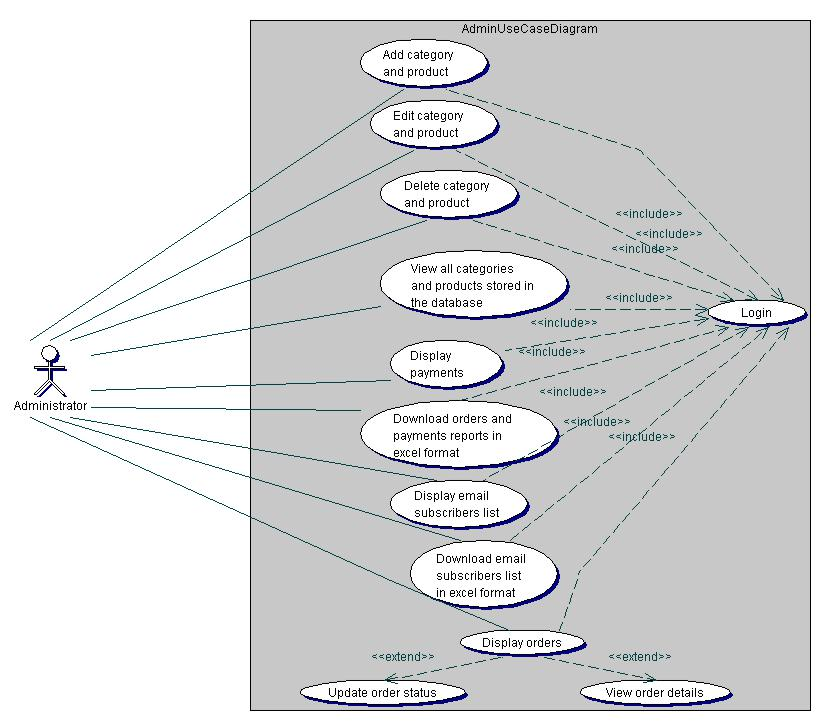 AdminUseCaseDiagram
Add category
and product
Edit category
and product
Delete category
and product
<<include>>
<<include>>
<<include>>
View all categories
and products stored in
the database
<<include>>
Login
<<include>>
Display
payments
<<include>>
<<include>>
Administrator
Download orders and
payments reports in
excel format
<<include>>
<<include>>
Display email
subscribers list
Download email
subscribers list
in excel format
Display orders
<<extend>>
<<extend>>
Update order status
View order details